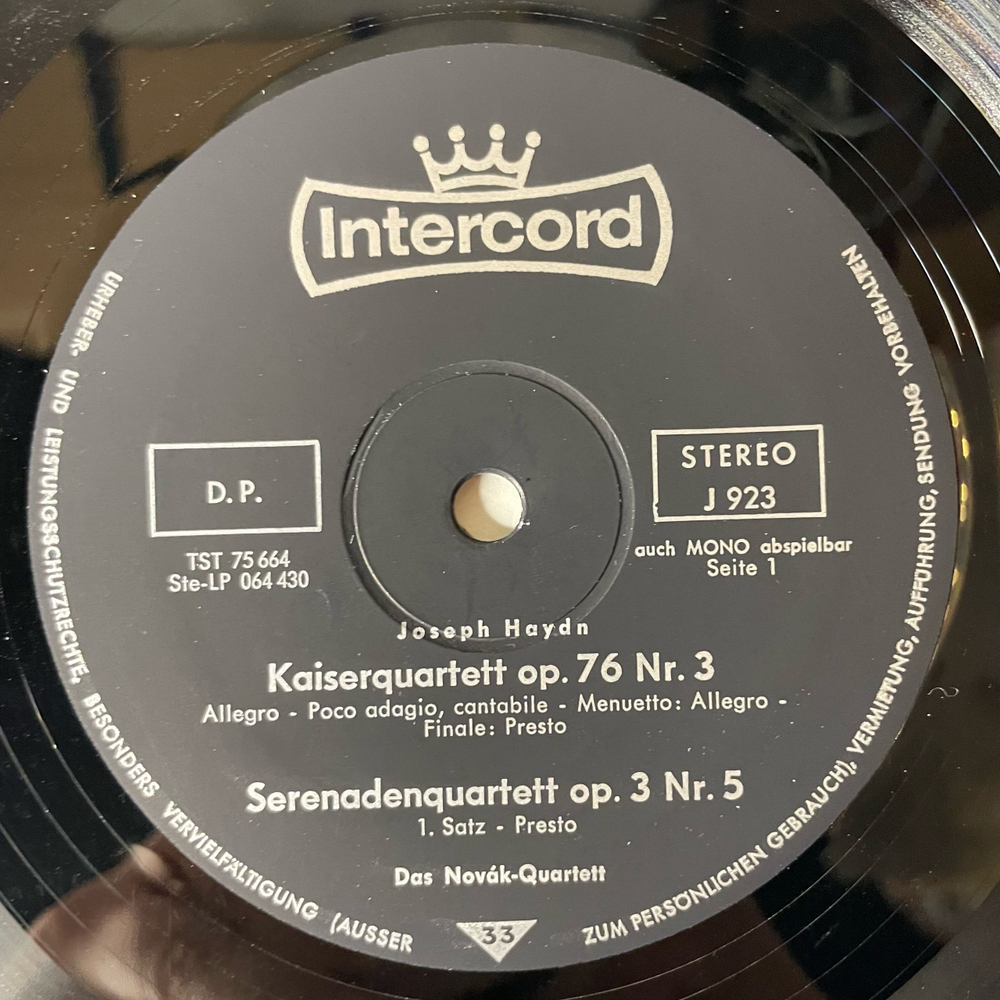 Intercord
D.P.
TST 75 664
Ste-LP 064 430
STEREO
J 923
auch MONO abspielbar
Seite 1
Joseph Haydn
Kaiserquartett op. 76 Nr. 3
Allegro - Poco adagio, cantabile - Menuetto: Allegro -
Finale: Presto
Serenadenquartett op. 3 Nr. 5
1. Satz - Presto
Das Novák-Quartett
33
URHEBER- UND LEISTUNGSSCHUTZRECHTE, BESONDERS VERVIELFÄLTIGUNG (AUSSER ZUM PERSÖNLICHEN GEBRAUCH), VERMIETUNG, AUFFÜHRUNG, SENDUNG VORBEHALTEN